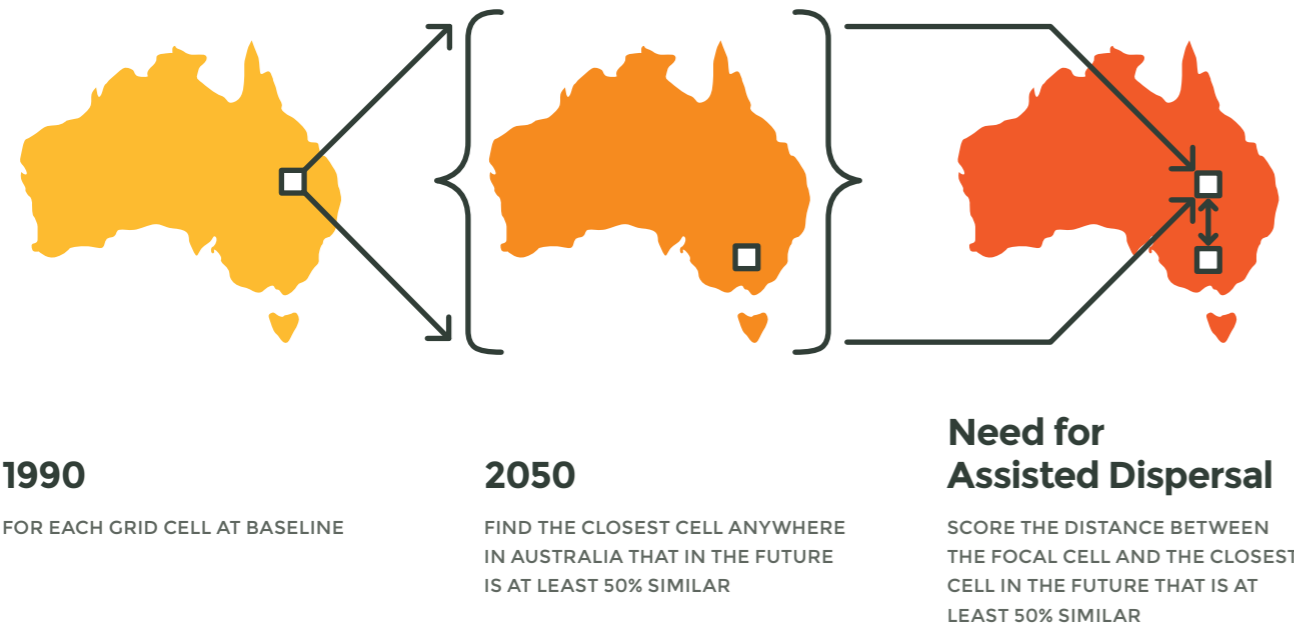 1990
FOR EACH GRID CELL AT BASELINE
2050
FIND THE CLOSEST CELL ANYWHERE
IN AUSTRALIA THAT IN THE FUTURE
IS AT LEAST 50% SIMILAR
Need for
Assisted Dispersal
SCORE THE DISTANCE BETWEEN
THE FOCAL CELL AND THE CLOSEST
CELL IN THE FUTURE THAT IS AT
LEAST 50% SIMILAR